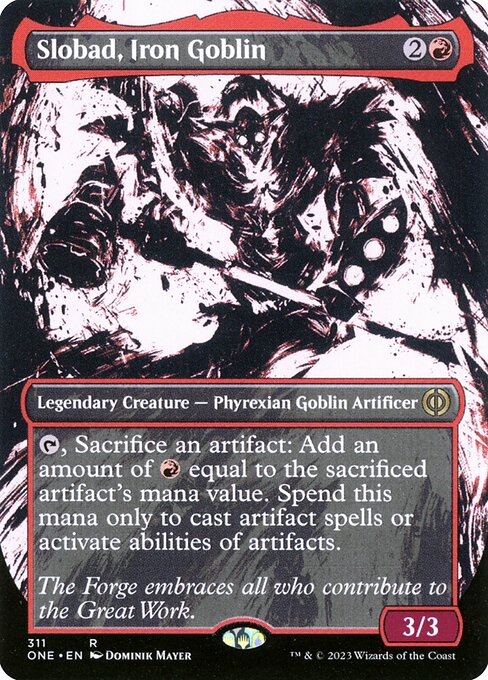 Slobad, Iron Goblin 2
Legendary Creature — Phyrexian Goblin Artificer
, Sacrifice an artifact: Add an
amount of equal to the sacrificed
artifact's mana value. Spend this
mana only to cast artifact spells or
activate abilities of artifacts.
The Forge embraces all who contribute to
the Great Work.
3/3
311 R
ONE • EN Dominik Mayer
™ & © 2023 Wizards of the Coast